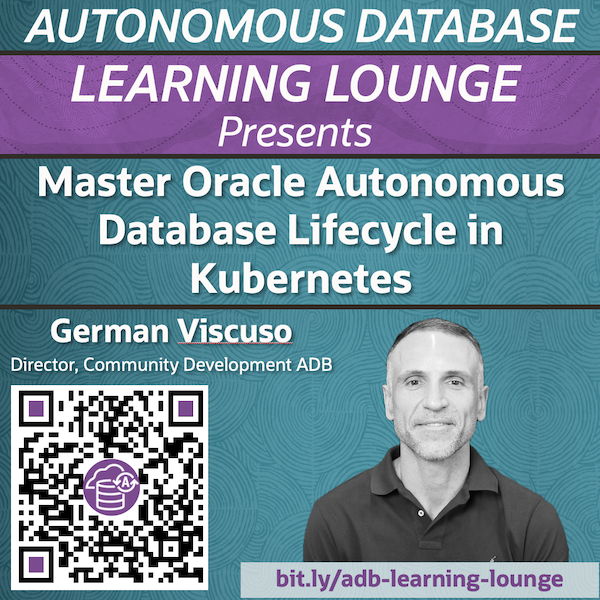 AUTONOMOUS DATABASE
LEARNING LOUNGE
Presents
Master Oracle Autonomous
Database Lifecycle in
Kubernetes
German Viscuso
Director, Community Development ADB
A
bit.ly/adb-learning-lounge